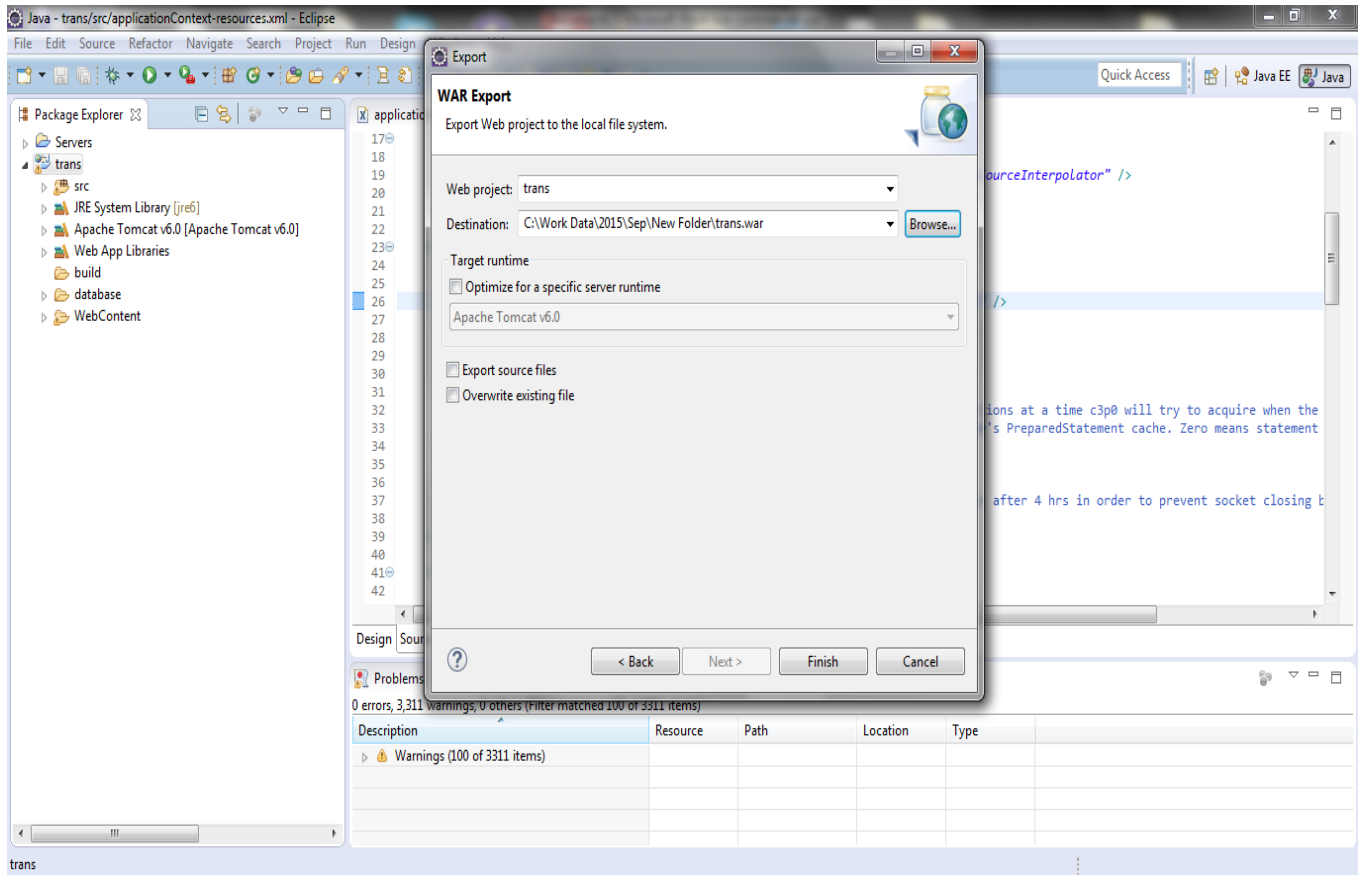 Java - trans/src/applicationContext-resources.xml - Eclipse
File Edit Source Refactor Navigate Search Project Run Design
Quick Access Java EE Java
Package Explorer
Servers
trans
src
JRE System Library [jre6]
Apache Tomcat v6.0 [Apache Tomcat v6.0]
Web App Libraries
build
database
WebContent
applicatic
17
18
19
20
21
22
23
24
25
26
27
28
29
30
31
32
33
34
35
36
37
38
39
40
41
42
ourceInterpolator" />
/>
ions at a time c3p0 will try to acquire when the
's PreparedStatement cache. Zero means statement
after 4 hrs in order to prevent socket closing b
Design Sour
Export
WAR Export
Export Web project to the local file system.
Web project: trans
Destination: C:\Work Data\2015\Sep\New Folder\trans.war Browse...
Target runtime
Optimize for a specific server runtime
Apache Tomcat v6.0
Export source files
Overwrite existing file
? < Back Next > Finish Cancel
Problems
0 errors, 3,311 warnings, 0 others (Filter matched 100 of 3311 items)
Description Resource Path Location Type
Warnings (100 of 3311 items)
trans